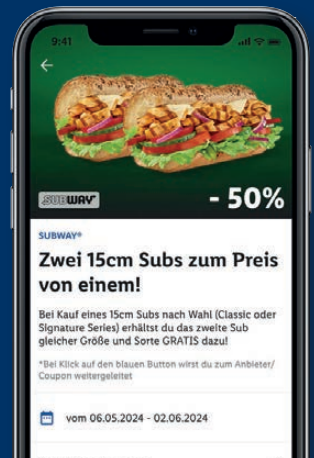 9:41
SUBWAY
- 50%
SUBWAY®
Zwei 15cm Subs zum Preis
von einem!
Bei Kauf eines 15cm Subs nach Wahl (Classic oder
Signature Series) erhältst du das zweite Sub
gleicher Größe und Sorte GRATIS dazu!
*Bei Klick auf den blauen Button wirst du zum Anbieter/
Coupon weitergeleitet
vom 06.05.2024 - 02.06.2024